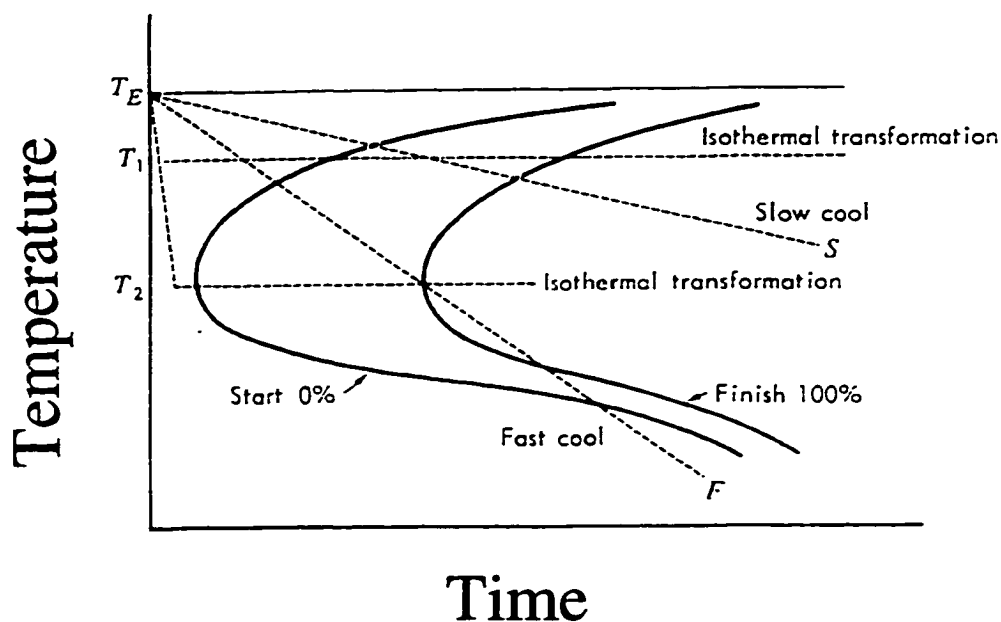 T_E
Isothermal transformation
T_1
Slow cool
S
T_2
Isothermal transformation
Start 0%
Finish 100%
Fast cool
F
Temperature
Time